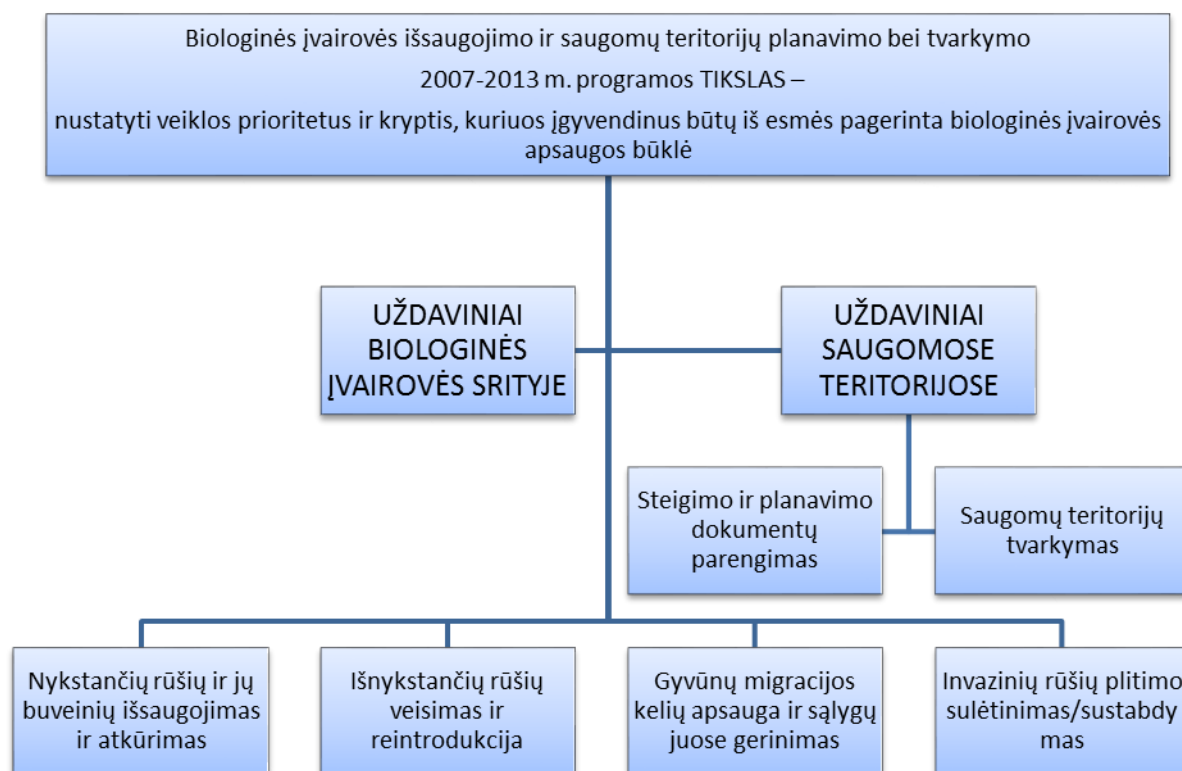 Biologinės įvairovės išsaugojimo ir saugomų teritorijų planavimo bei tvarkymo
2007-2013 m. programos TIKSLAS –
nustatyti veiklos prioritetus ir kryptis, kuriuos įgyvendinus būtų iš esmės pagerinta biologinės įvairovės
apsaugos būklė
UŽDAVINIAI
BIOLOGINĖS
ĮVAIROVĖS SRITYJE
UŽDAVINIAI
SAUGOMOSE
TERITORIJOSE
Steigimo ir planavimo
dokumentų
parengimas
Saugomų teritorijų
tvarkymas
Nykstančių rūšių ir jų
buveinių išsaugojimas
ir atkūrimas
Išnykstančių rūšių
veisimas ir
reintrodukcija
Gyvūnų migracijos
kelių apsauga ir sąlygų
juose gerinimas
Invazinių rūšių plitimo
sulėtinimas/sustabdy
mas